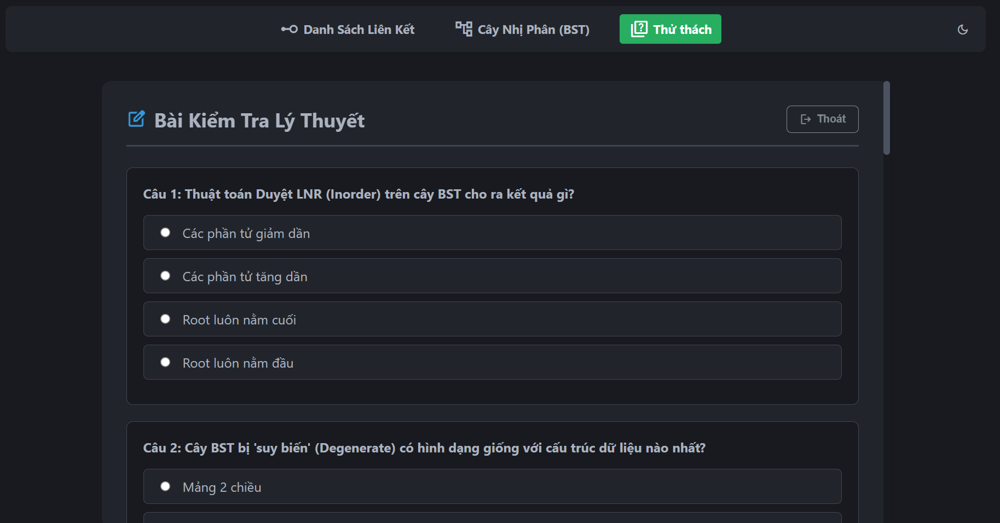 Danh Sách Liên Kết
Cây Nhị Phân (BST)
Thử thách
Bài Kiểm Tra Lý Thuyết
Thoát
Câu 1: Thuật toán Duyệt LNR (Inorder) trên cây BST cho ra kết quả gì?
Các phần tử giảm dần
Các phần tử tăng dần
Root luôn nằm cuối
Root luôn nằm đầu
Câu 2: Cây BST bị 'suy biến' (Degenerate) có hình dạng giống với cấu trúc dữ liệu nào nhất?
Mảng 2 chiều